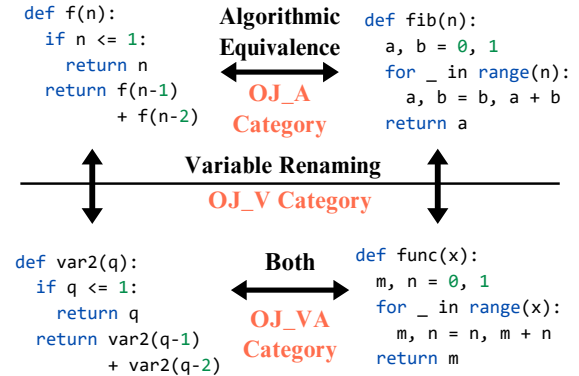 def f(n):
  if n <= 1:
    return n
  return f(n-1)
         + f(n-2)
Algorithmic
Equivalence
OJ_A
Category
def fib(n):
  a, b = 0, 1
  for _ in range(n):
    a, b = b, a + b
  return a
Variable Renaming
OJ_V Category
def var2(q):
  if q <= 1:
    return q
  return var2(q-1)
         + var2(q-2)
Both
OJ_VA
Category
def func(x):
  m, n = 0, 1
  for _ in range(x):
    m, n = n, m + n
  return m